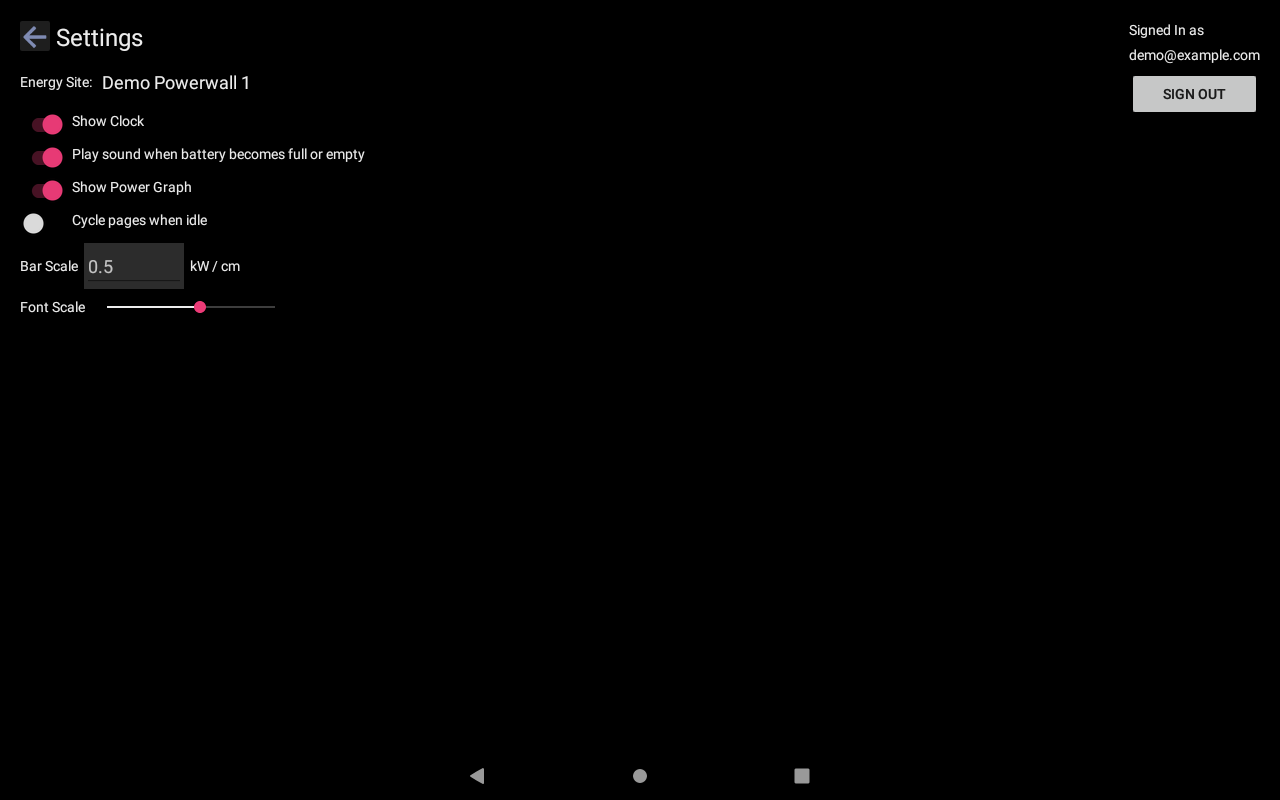 Settings
Signed In as
demo@example.com
SIGN OUT
Energy Site: Demo Powerwall 1
Show Clock
Play sound when battery becomes full or empty
Show Power Graph
Cycle pages when idle
Bar Scale 0.5 kW / cm
Font Scale